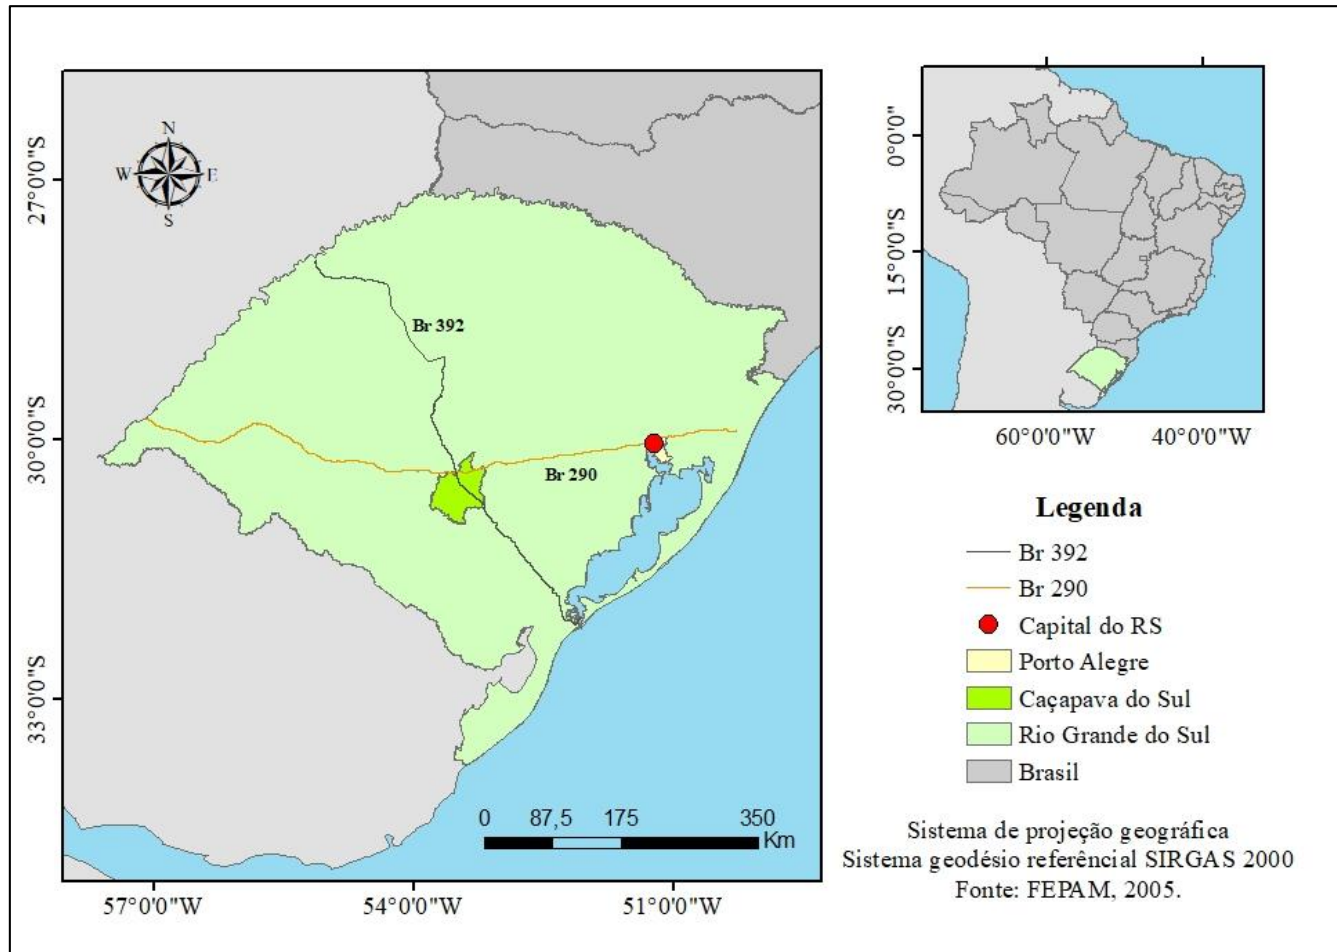 N
W E
S
27°0'0"S
30°0'0"S
33°0'0"S
57°0'0"W
54°0'0"W
51°0'0"W
Br 392
Br 290
0 87,5 175 350
Km
0°0'0"
15°0'0"S
30°0'0"S
60°0'0"W
40°0'0"W
Legenda
Br 392
Br 290
Capital do RS
Porto Alegre
Caçapava do Sul
Rio Grande do Sul
Brasil
Sistema de projeção geográfica
Sistema geodésio referêncial SIRGAS 2000
Fonte: FEPAM, 2005.